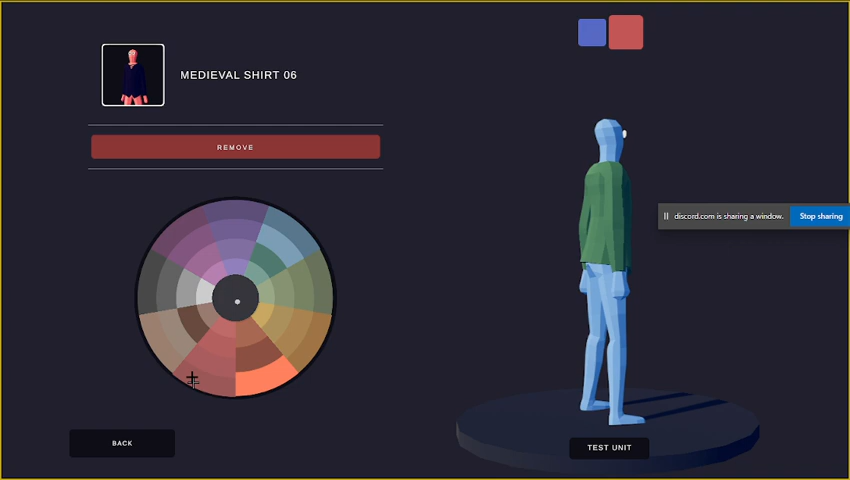 MEDIEVAL SHIRT 06
REMOVE
discord.com is sharing a window.
Stop sharing
BACK
TEST UNIT